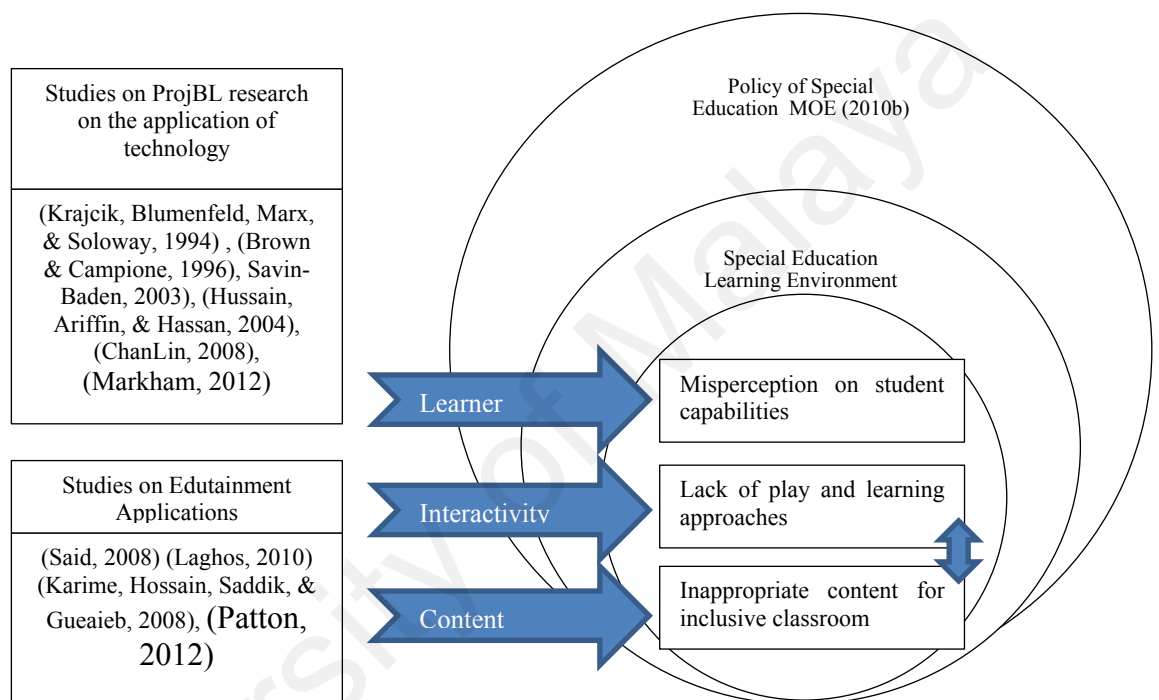 Studies on ProjBL research
on the application of
technology
(Krajcik, Blumenfeld, Marx,
& Soloway, 1994) , (Brown
& Campione, 1996), Savin-
Baden, 2003), (Hussain,
Ariffin, & Hassan, 2004),
(ChanLin, 2008),
(Markham, 2012)
Studies on Edutainment
Applications
(Said, 2008) (Laghos, 2010)
(Karime, Hossain, Saddik, &
Gueaieb, 2008), (Patton,
2012)
Policy of Special
Education MOE (2010b)
Special Education
Learning Environment
Learner
Misperception on student
capabilities
Interactivity
Lack of play and learning
approaches
Content
Inappropriate content for
inclusive classroom
rsity of Malaya